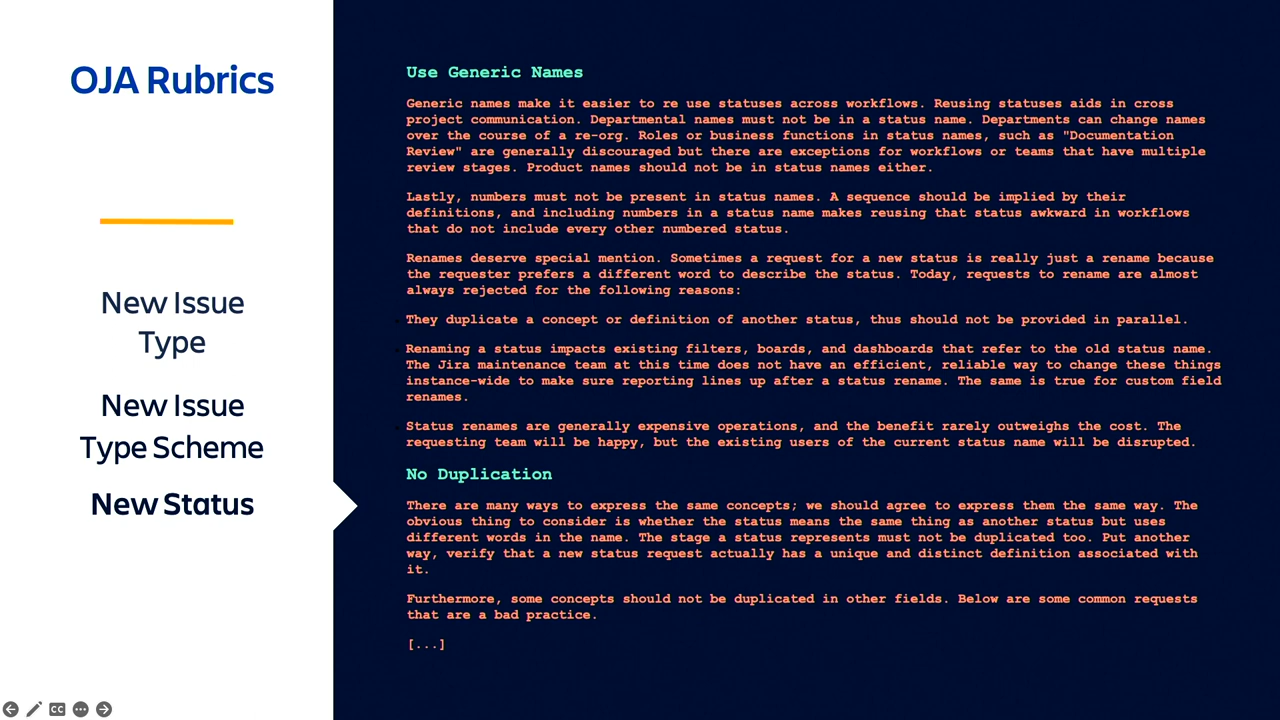 OJA Rubrics
New Issue
Type
New Issue
Type Scheme
New Status
Use Generic Names
Generic names make it easier to re use statuses across workflows. Reusing statuses aids in cross
project communication. Departmental names must not be in a status name. Departments can change names
over the course of a re-org. Roles or business functions in status names, such as "Documentation
Review" are generally discouraged but there are exceptions for workflows or teams that have multiple
review stages. Product names should not be in status names either.
Lastly, numbers must not be present in status names. A sequence should be implied by their
definitions, and including numbers in a status name makes reusing that status awkward in workflows
that do not include every other numbered status.
Renames deserve special mention. Sometimes a request for a new status is really just a rename because
the requester prefers a different word to describe the status. Today, requests to rename are almost
always rejected for the following reasons:
They duplicate a concept or definition of another status, thus should not be provided in parallel.
Renaming a status impacts existing filters, boards, and dashboards that refer to the old status name.
The Jira maintenance team at this time does not have an efficient, reliable way to change these things
instance-wide to make sure reporting lines up after a status rename. The same is true for custom field
renames.
Status renames are generally expensive operations, and the benefit rarely outweighs the cost. The
requesting team will be happy, but the existing users of the current status name will be disrupted.
No Duplication
There are many ways to express the same concepts; we should agree to express them the same way. The
obvious thing to consider is whether the status means the same thing as another status but uses
different words in the name. The stage a status represents must not be duplicated too. Put another
way, verify that a new status request actually has a unique and distinct definition associated with
it.
Furthermore, some concepts should not be duplicated in other fields. Below are some common requests
that are a bad practice.
[...]
CC